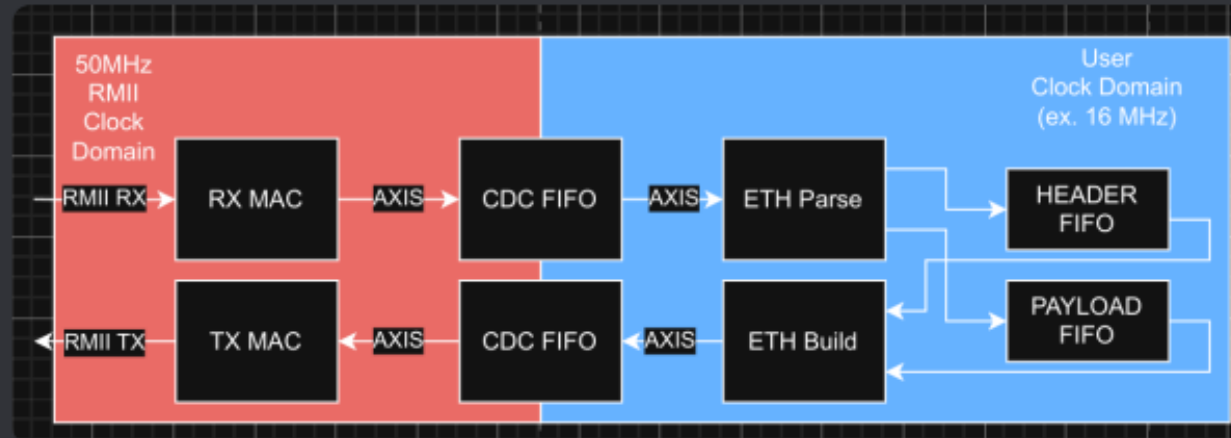 50MHz
RMII
Clock
Domain
User
Clock Domain
(ex. 16 MHz)
RMII RX
RX MAC
AXIS
CDC FIFO
AXIS
ETH Parse
HEADER
FIFO
RMII TX
TX MAC
AXIS
CDC FIFO
AXIS
ETH Build
PAYLOAD
FIFO